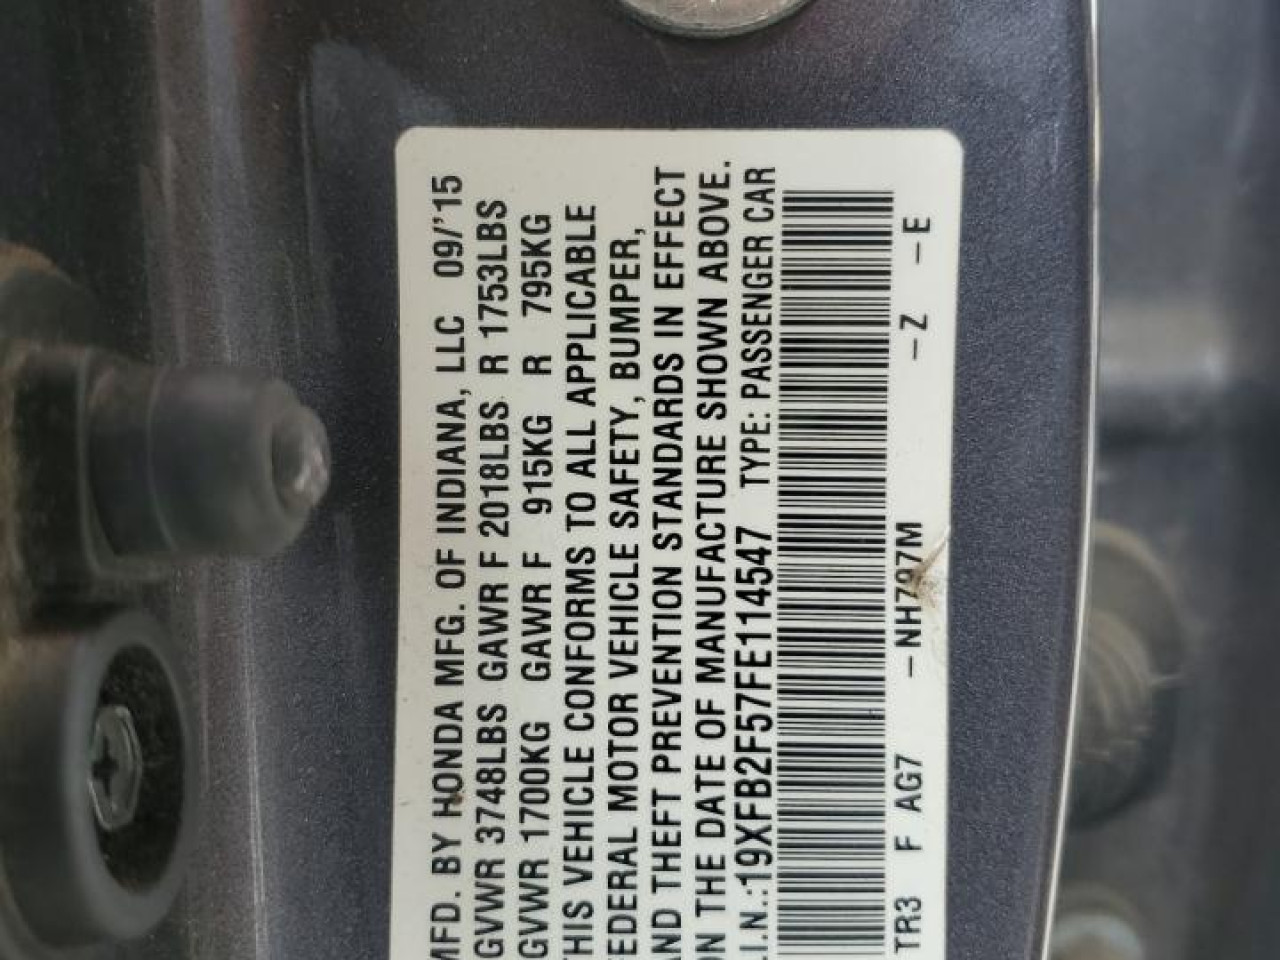 MFD. BY HONDA MFG. OF INDIANA, LLC 09/'15
GVWR 3748LBS GAWR F 2018LBS R 1753LBS
GVWR 1700KG GAWR F 915KG R 795KG
THIS VEHICLE CONFORMS TO ALL APPLICABLE
FEDERAL MOTOR VEHICLE SAFETY, BUMPER,
AND THEFT PREVENTION STANDARDS IN EFFECT
ON THE DATE OF MANUFACTURE SHOWN ABOVE.
.I.N.:19XFB2F57FE114547 TYPE: PASSENGER CAR
TR3 F AG7 -NH797M -Z -E